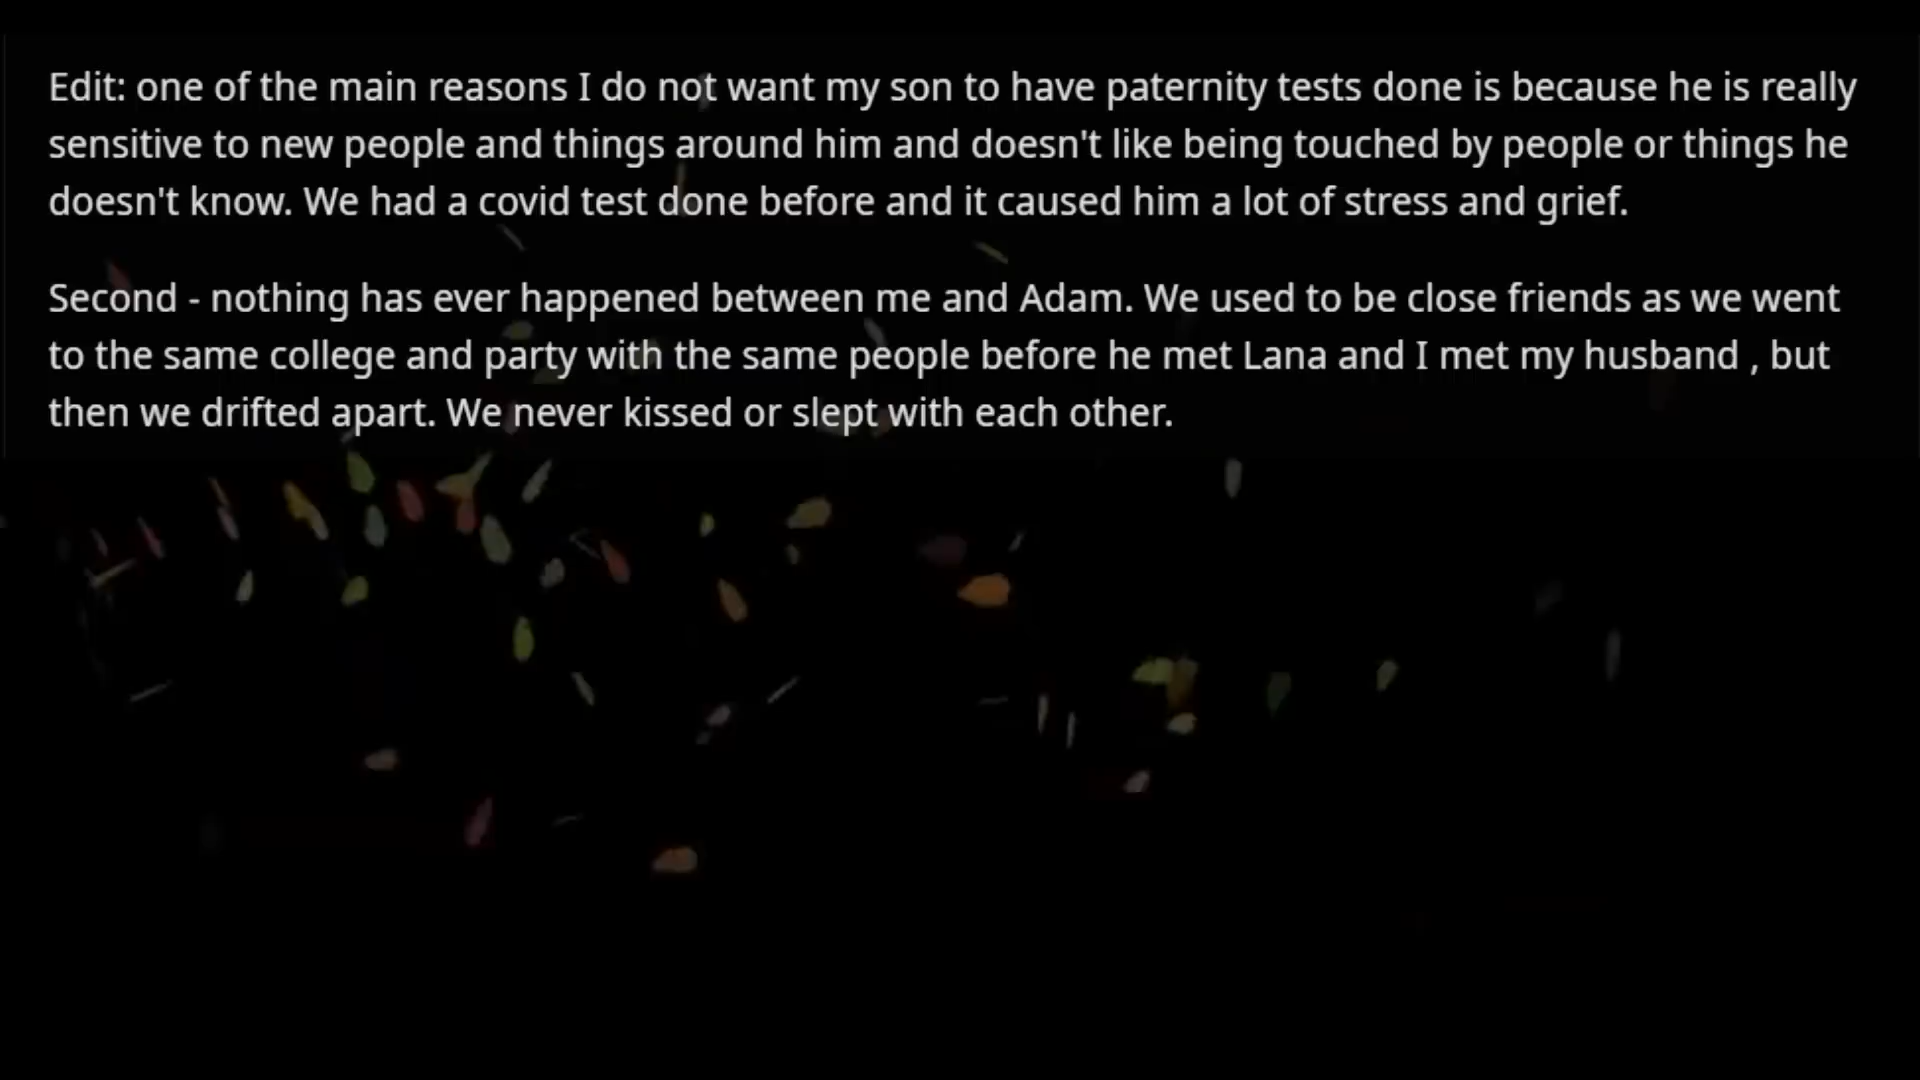 Edit: one of the main reasons I do not want my son to have paternity tests done is because he is really
sensitive to new people and things around him and doesn't like being touched by people or things he
doesn't know. We had a covid test done before and it caused him a lot of stress and grief.
Second - nothing has ever happened between me and Adam. We used to be close friends as we went
to the same college and party with the same people before he met Lana and I met my husband , but
then we drifted apart. We never kissed or slept with each other.